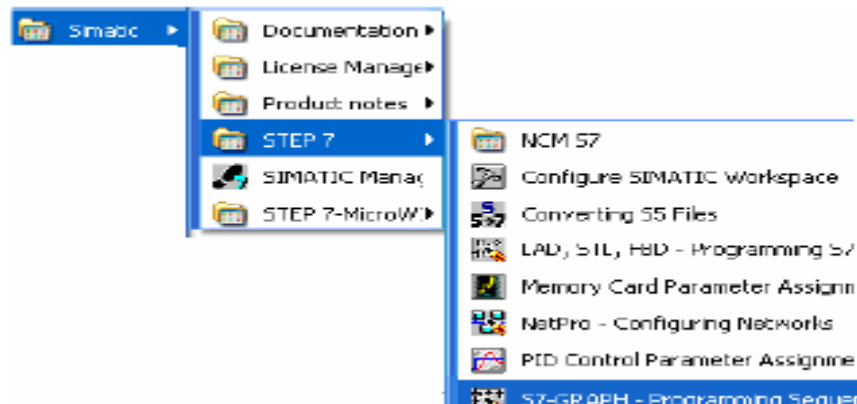 Simatic
Documentation
License Manage
Product notes
STEP 7
SIMATIC Manag
STEP 7-MicroWI
NCM S7
Configure SIMATIC Workspace
Converting S5 Files
LAD, STL, FBD - Programming S7
Memory Card Parameter Assignm
NetPro - Configuring Networks
PID Control Parameter Assignme
S7-GRAPH - Programming Sequen